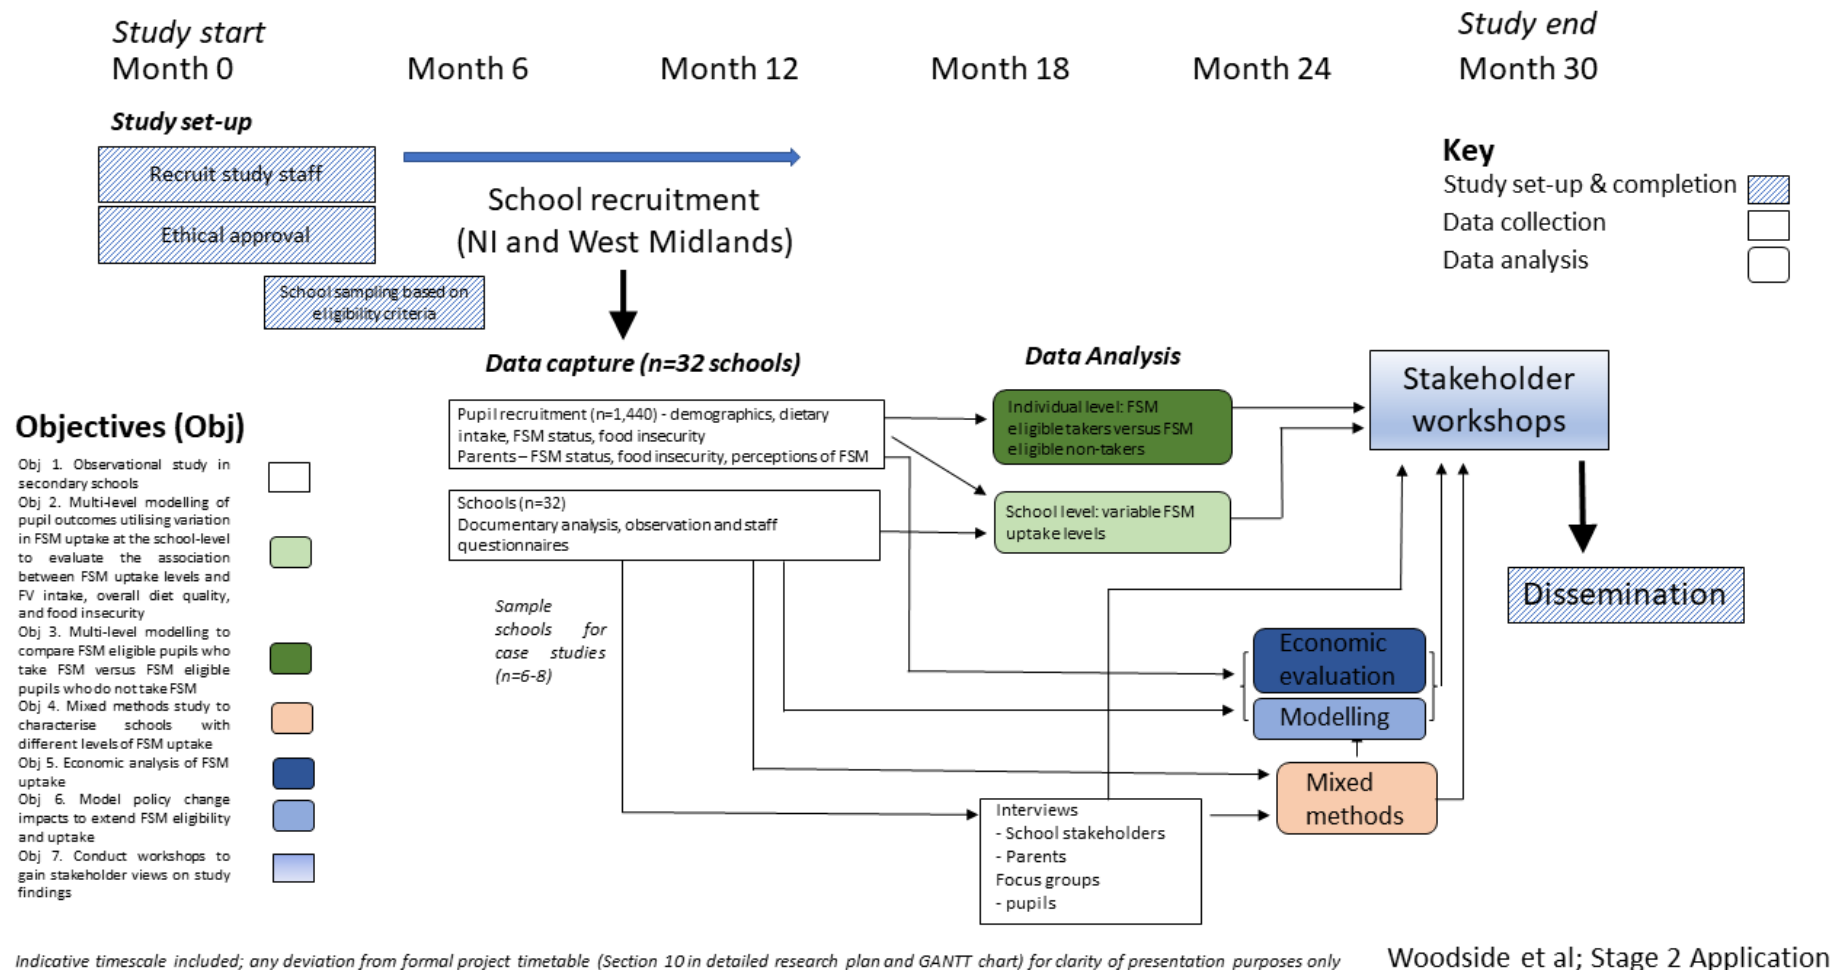 Study start
Study end
Month 0
Month 6
Month 12
Month 18
Month 24
Month 30
Study set-up
Recruit study staff
Ethical approval
School sampling based on
eligibility criteria
School recruitment
(NI and West Midlands)
Key
Study set-up & completion
Data collection
Data analysis
Data capture (n=32 schools)
Pupil recruitment (n=1,440) - demographics, dietary
intake, FSM status, food insecurity
Parents – FSM status, food insecurity, perceptions of FSM
Schools (n=32)
Documentary analysis, observation and staff
questionnaires
Sample
schools for
case studies
(n=6-8)
Data Analysis
Individual level: FSM
eligible takers versus FSM
eligible non-takers
School level: variable FSM
uptake levels
Stakeholder
workshops
Dissemination
Economic
evaluation
Modelling
Mixed
methods
Interviews
- School stakeholders
- Parents
Focus groups
- pupils
Objectives (Obj)
Obj 1. Observational study in
secondary schools
Obj 2. Multi-level modelling of
pupil outcomes utilising variation
in FSM uptake at the school-level
to evaluate the association
between FSM uptake levels and
FV intake, overall diet quality,
and food insecurity
Obj 3. Multi-level modelling to
compare FSM eligible pupils who
take FSM versus FSM eligible
pupils who do not take FSM
Obj 4. Mixed methods study to
characterise schools with
different levels of FSM uptake
Obj 5. Economic analysis of FSM
uptake
Obj 6. Model policy change
impacts to extend FSM eligibility
and uptake
Obj 7. Conduct workshops to
gain stakeholder views on study
findings
Indicative timescale included; any deviation from formal project timetable (Section 10 in detailed research plan and GANTT chart) for clarity of presentation purposes only
Woodside et al; Stage 2 Application